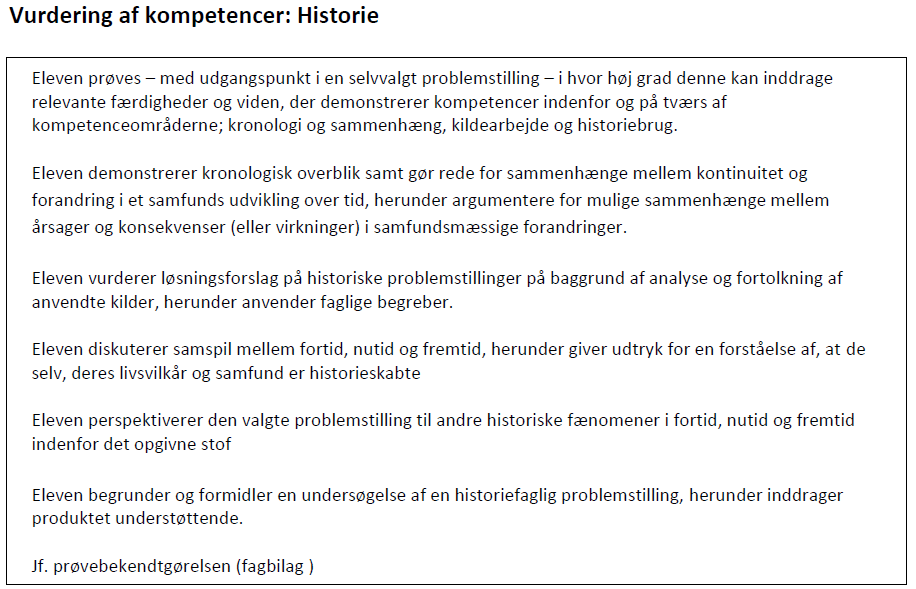 Vurdering af kompetencer: Historie
Eleven prøves – med udgangspunkt i en selvvalgt problemstilling – i hvor høj grad denne kan inddrage
relevante færdigheder og viden, der demonstrerer kompetencer indenfor og på tværs af
kompetenceområderne; kronologi og sammenhæng, kildearbejde og historiebrug.
Eleven demonstrerer kronologisk overblik samt gør rede for sammenhænge mellem kontinuitet og
forandring i et samfunds udvikling over tid, herunder argumentere for mulige sammenhænge mellem
årsager og konsekvenser (eller virkninger) i samfundsmæssige forandringer.
Eleven vurderer løsningsforslag på historiske problemstillinger på baggrund af analyse og fortolkning af
anvendte kilder, herunder anvender faglige begreber.
Eleven diskuterer samspil mellem fortid, nutid og fremtid, herunder giver udtryk for en forståelse af, at de
selv, deres livsvilkår og samfund er historieskabte
Eleven perspektiverer den valgte problemstilling til andre historiske fænomener i fortid, nutid og fremtid
indenfor det opgivne stof
Eleven begrunder og formidler en undersøgelse af en historiefaglig problemstilling, herunder inddrager
produktet understøttende.
Jf. prøvebekendtgørelsen (fagbilag )